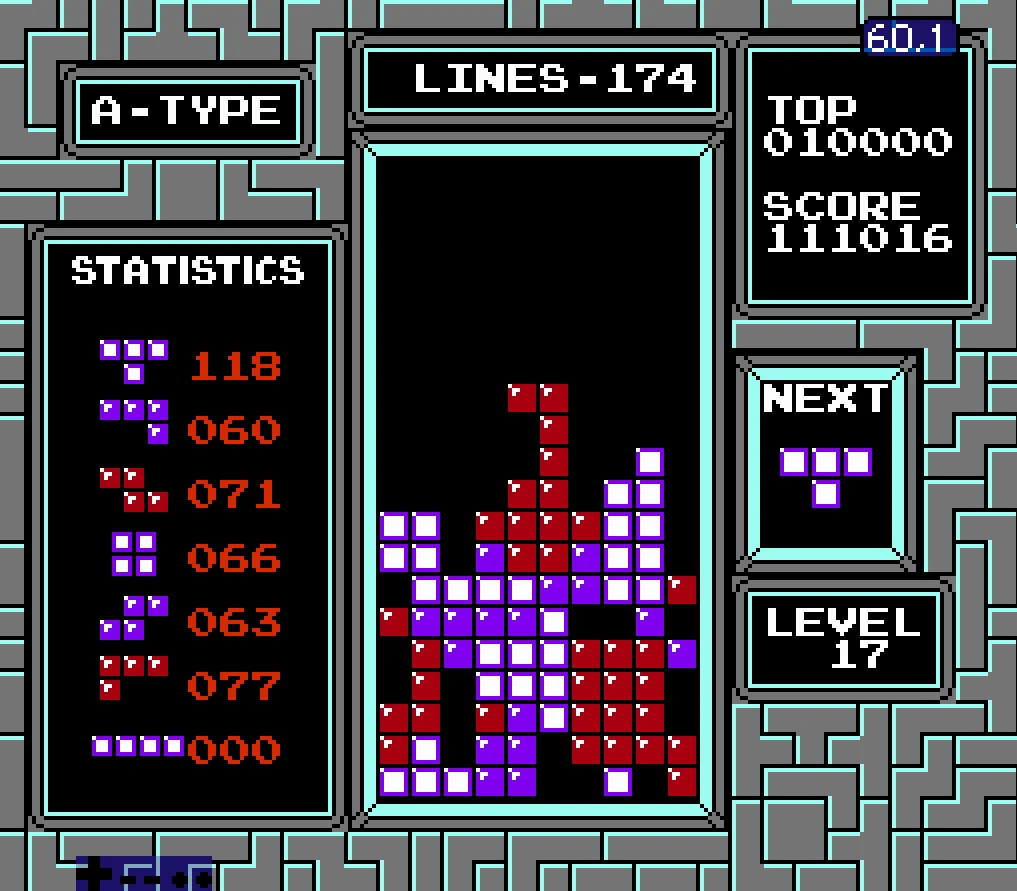 60.1
LINES-174
A-TYPE
TOP
010000
SCORE
111016
STATISTICS
118
060
071
066
063
077
000
NEXT
LEVEL
17